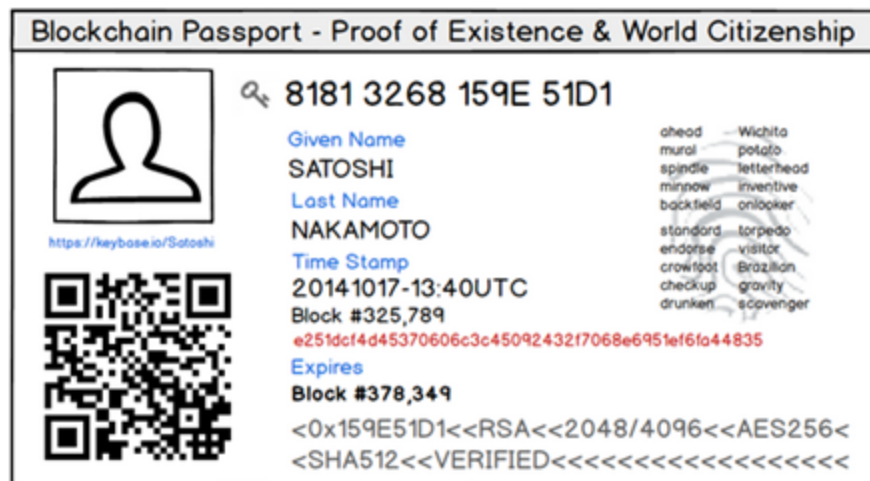 Blockchain Passport - Proof of Existence & World Citizenship
8181 3268 159E 51D1
Given Name
SATOSHI
Last Name
NAKAMOTO
Time Stamp
20141017-13:40UTC
Block #325,789
e251dcf4d45370606c3c45092432f7068e6951ef6fa44835
Expires
Block #378,349
<0x159E51D1<<RSA<<2048/4096<<AES256<
<SHA512<<VERIFIED<<<<<<<<<<<<<<<<<<
https://keybase.io/Satoshi
ahead Wichita
mural potato
spindle letterhead
minnow inventive
backfield onlooker
standard torpedo
endorse visitor
crowfoot Brazilian
checkup gravity
drunken scavenger